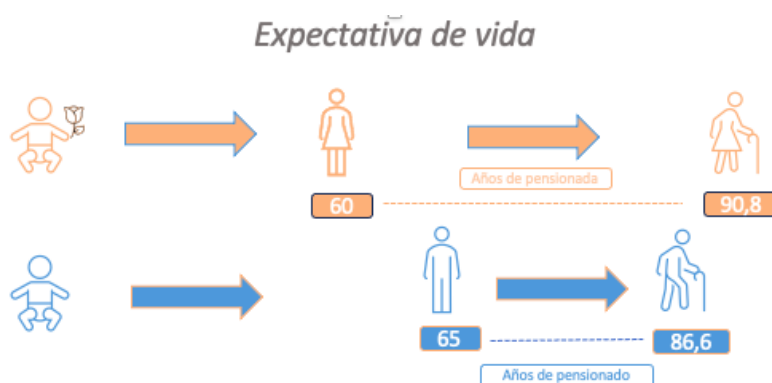 Expectativa de vida
Años de pensionada
60
90,8
65
86,6
Años de pensionado